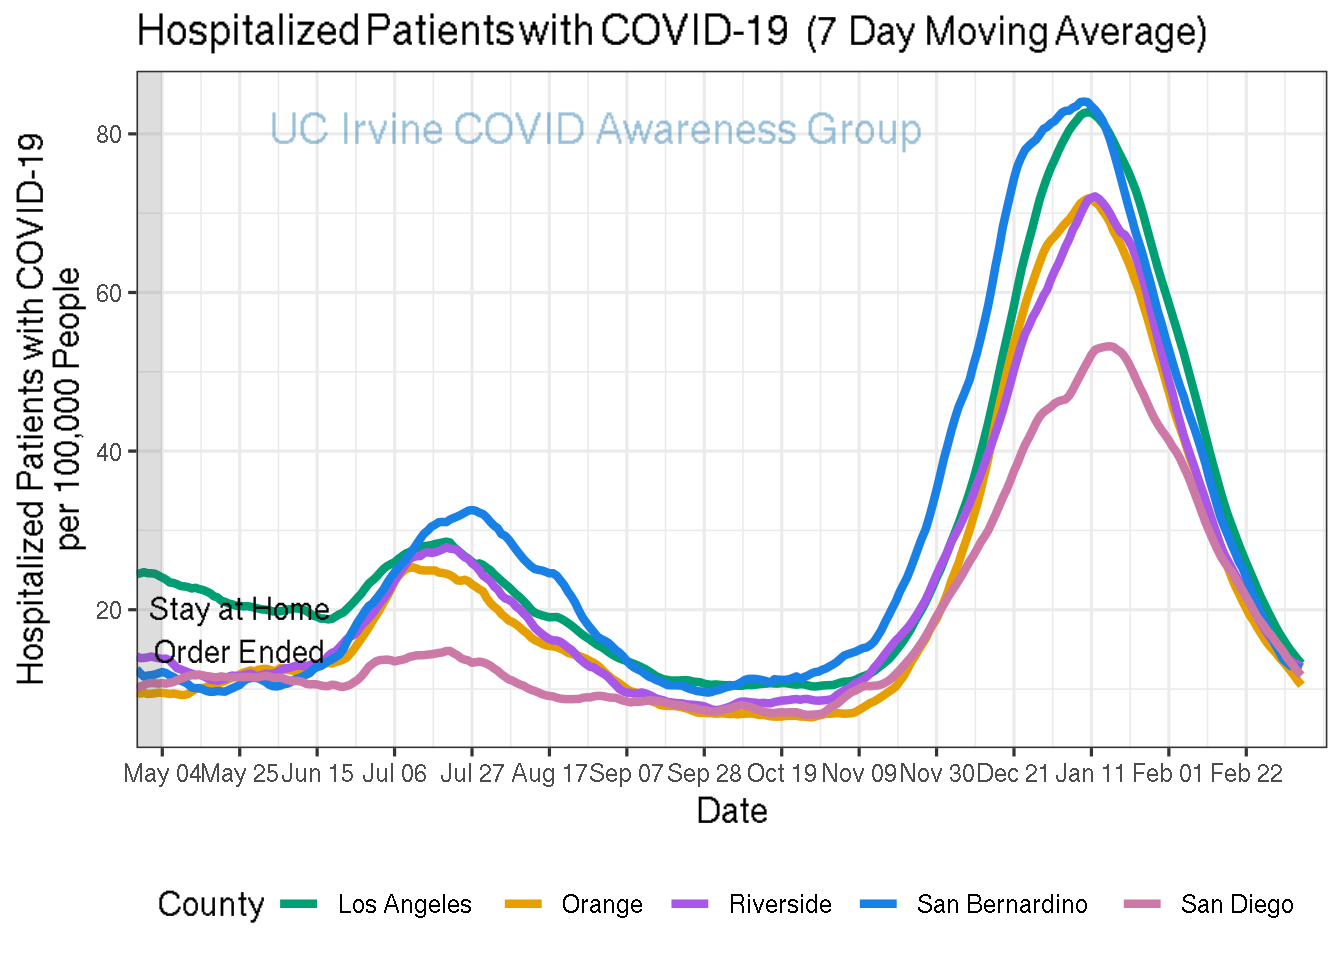 Hospitalized Patients with COVID-19 (7 Day Moving Average)
UC Irvine COVID Awareness Group
Hospitalized Patients with COVID-19
per 100,000 People
80
60
40
20
Stay at Home
Order Ended
May 04 May 25 Jun 15 Jul 06 Jul 27 Aug 17 Sep 07 Sep 28 Oct 19 Nov 09 Nov 30 Dec 21 Jan 11 Feb 01 Feb 22
Date
County Los Angeles Orange Riverside San Bernardino San Diego